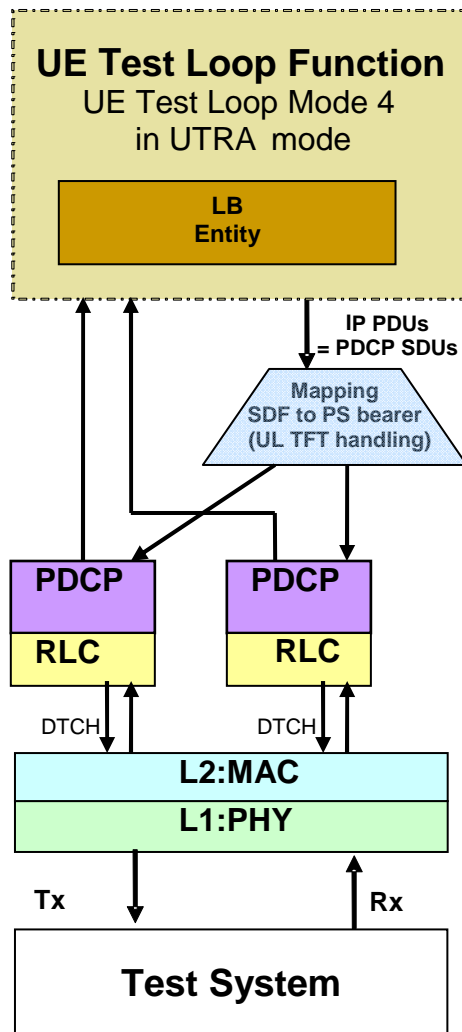 UE Test Loop Function
UE Test Loop Mode 4
in UTRA mode
LB
Entity
IP PDUs
= PDCP SDUs
Mapping
SDF to PS bearer
(UL TFT handling)
PDCP
PDCP
RLC
RLC
DTCH
DTCH
L2:MAC
L1:PHY
Tx
Rx
Test System